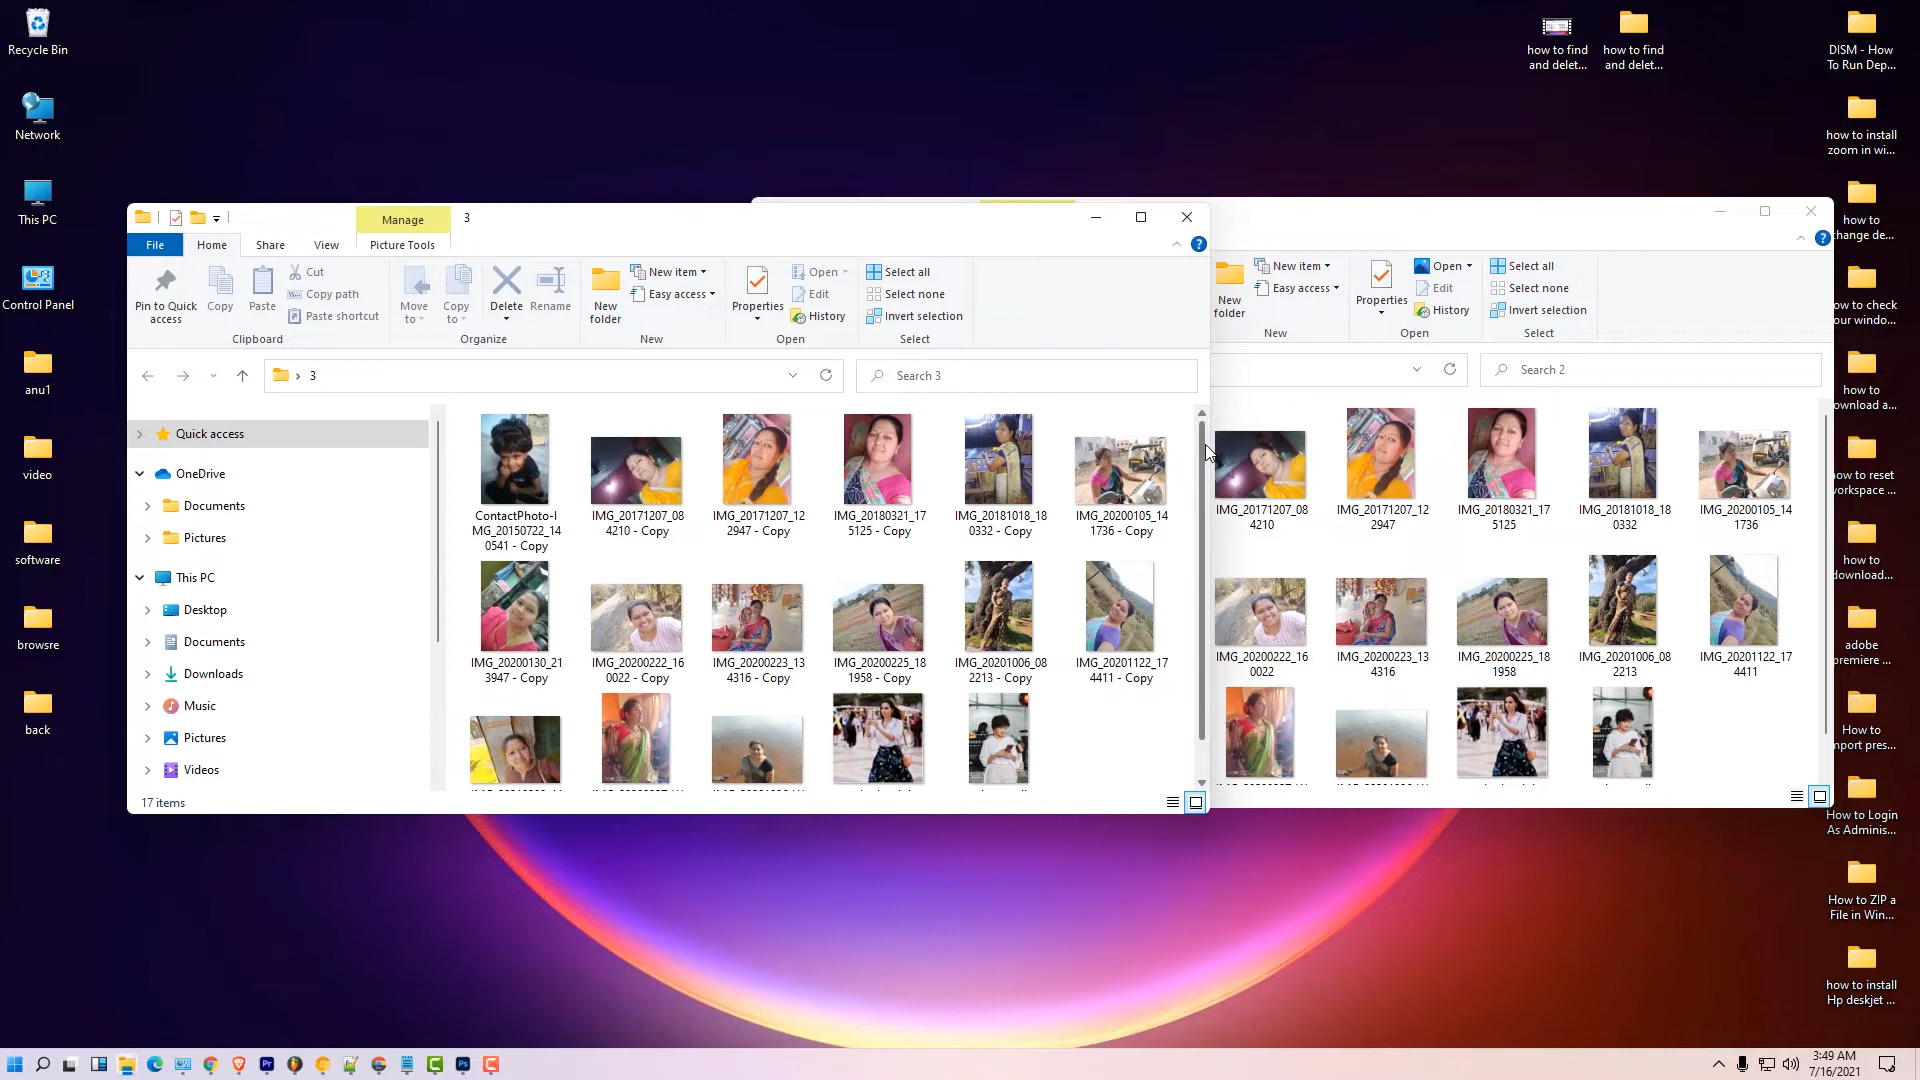 Recycle Bin
Network
This PC
Control Panel
anu1
video
software
browsre
back
how to find
and delet...
how to find
and delet...
DISM - How
To Run Dep...
how to install
zoom in wi...
how to
change de...
how to check
our windo...
how to
download a...
how to reset
workspace ...
how to
download...
adobe
premiere ...
How to
mport pres...
How to Login
As Adminis...
How to ZIP a
File in Win...
how to install
Hp deskjet ...
Manage
3
File
Home
Share
View
Picture Tools
Pin to Quick
access
Copy
Paste
Cut
Copy path
Paste shortcut
Clipboard
Move
to
Copy
to
Delete
Rename
Organize
New
folder
New item
Easy access
New
Properties
Open
Edit
History
Open
Select all
Select none
Invert selection
Select
3
Search 3
Quick access
OneDrive
Documents
Pictures
This PC
Desktop
Documents
Downloads
Music
Pictures
Videos
17 items
ContactPhoto-I
MG_20150722_14
0541 - Copy
IMG_20171207_08
4210 - Copy
IMG_20171207_12
2947 - Copy
IMG_20180321_17
5125 - Copy
IMG_20181018_18
0332 - Copy
IMG_20200105_14
1736 - Copy
IMG_20200130_21
3947 - Copy
IMG_20200222_16
0022 - Copy
IMG_20200223_13
4316 - Copy
IMG_20200225_18
1958 - Copy
IMG_20201006_08
2213 - Copy
IMG_20201122_17
4411 - Copy
New
folder
New item
Easy access
New
Properties
Open
Edit
History
Open
Select all
Select none
Invert selection
Select
Search 2
IMG_20171207_08
4210
IMG_20171207_12
2947
IMG_20180321_17
5125
IMG_20181018_18
0332
IMG_20200105_14
1736
IMG_20200222_16
0022
IMG_20200223_13
4316
IMG_20200225_18
1958
IMG_20201006_08
2213
IMG_20201122_17
4411
3:49 AM
7/16/2021